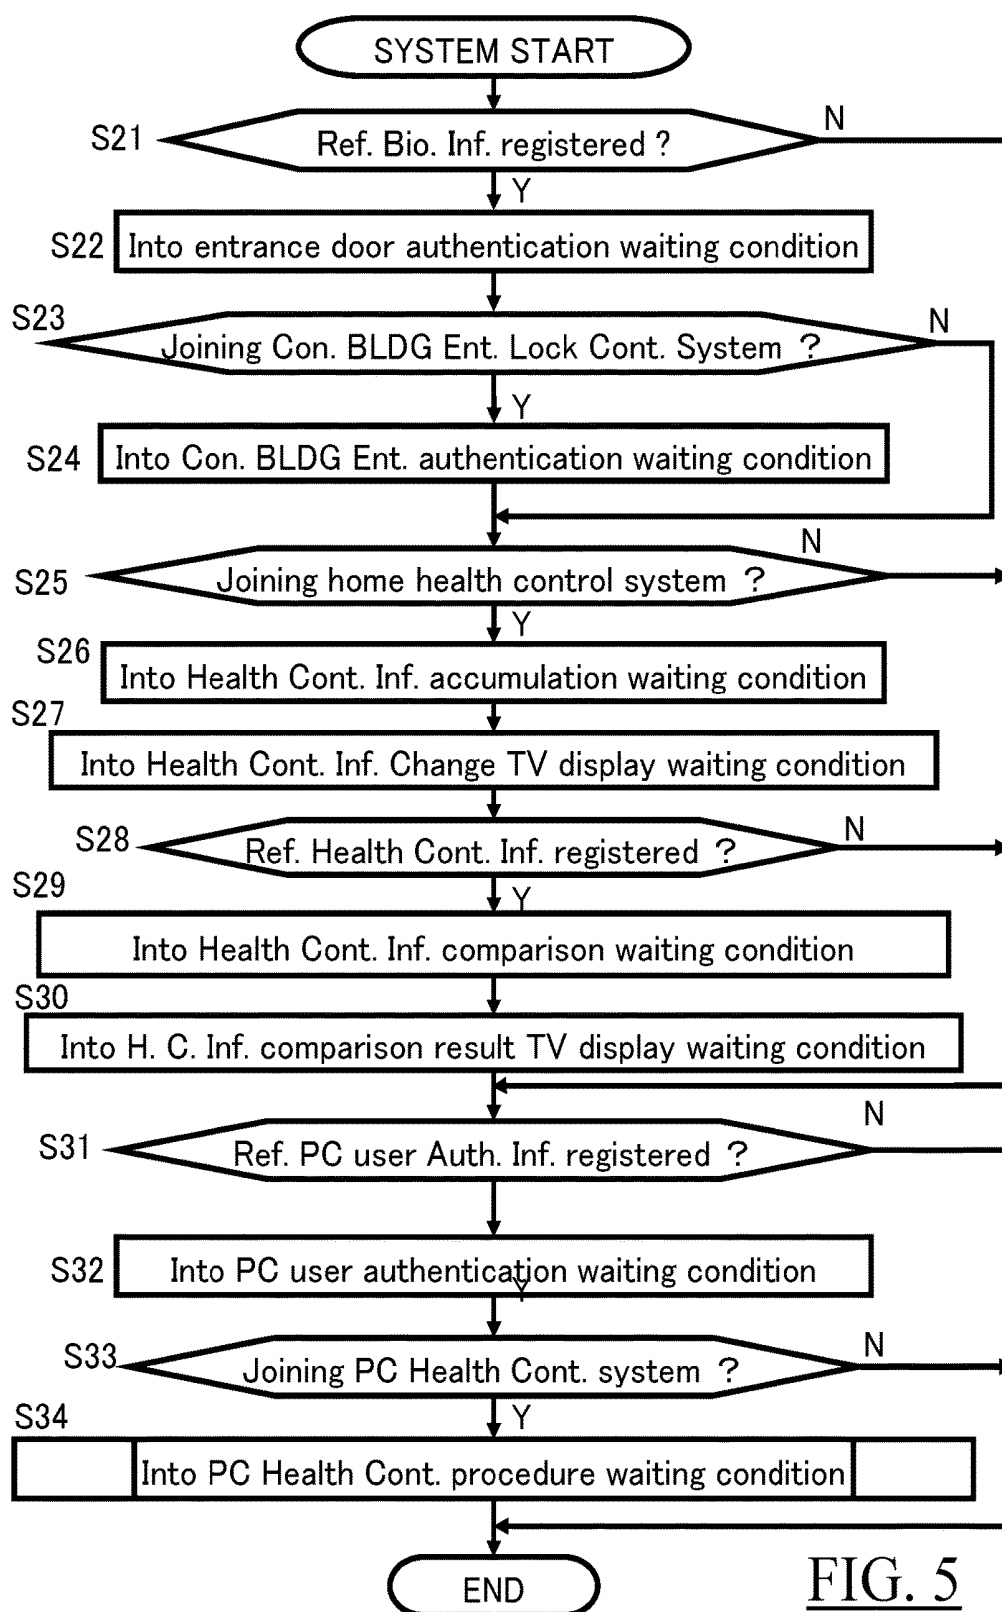 SYSTEM START
S21
Ref. Bio. Inf. registered ?
N
Y
S22
Into entrance door authentication waiting condition
S23
Joining Con. BLDG Ent. Lock Cont. System ?
N
Y
S24
Into Con. BLDG Ent. authentication waiting condition
S25
Joining home health control system ?
N
Y
S26
Into Health Cont. Inf. accumulation waiting condition
S27
Into Health Cont. Inf. Change TV display waiting condition
S28
Ref. Health Cont. Inf. registered ?
N
Y
S29
Into Health Cont. Inf. comparison waiting condition
S30
Into H. C. Inf. comparison result TV display waiting condition
S31
Ref. PC user Auth. Inf. registered ?
N
S32
Into PC user authentication waiting condition
Y
S33
Joining PC Health Cont. system ?
N
Y
S34
Into PC Health Cont. procedure waiting condition
END
FIG. 5